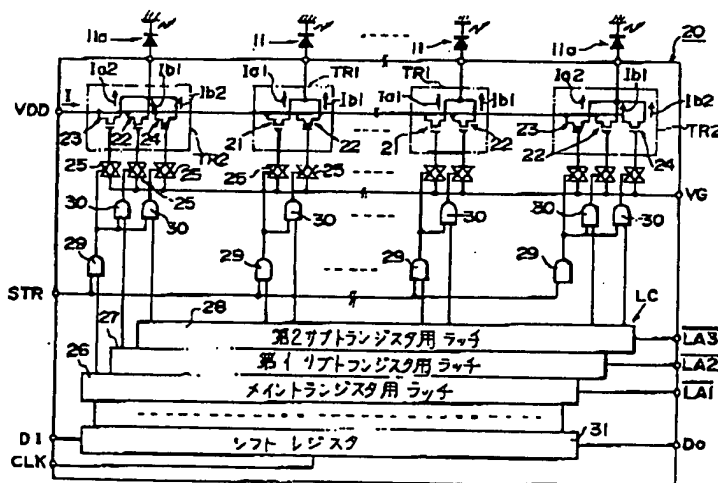 11a 11 11 11a 20
TR1 TR1
Ia2 Ib1 Ia1 Ib1 Ia1 Ib1 Ia2 Ib1
VDD I Ib2 Ib2
23 22 24 21 22 21 22 23 22 24 TR2
TR2
25 25 25 25 25
VG
30 30 30 30 30 30
29 29 29 29
STR
28 LC
第2サブトランジスタ用ラッチ LA3
27
第1サブトランジスタ用ラッチ LA2
26
メイントランジスタ用ラッチ LA1
DI シフトレジスタ 31 Do
CLK